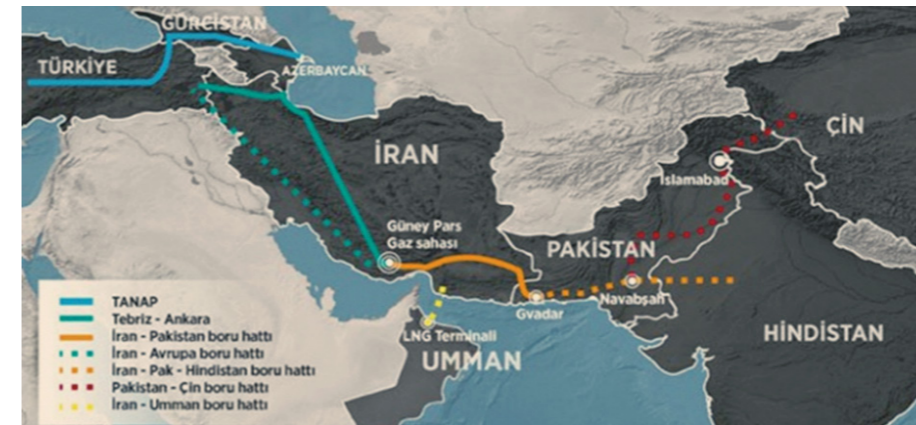 GÜRCİSTAN
TÜRKİYE
AZERBAYCAN
ÇİN
İRAN
İslamabad
Güney Pars
Gaz sahası
PAKİSTAN
Navabşah
Gvadar
HİNDİSTAN
LNG Terminali
UMMAN
TANAP
Tebriz - Ankara
İran - Pakistan boru hattı
İran - Avrupa boru hattı
İran - Pak - Hindistan boru hattı
Pakistan - Çin boru hattı
İran - Umman boru hattı